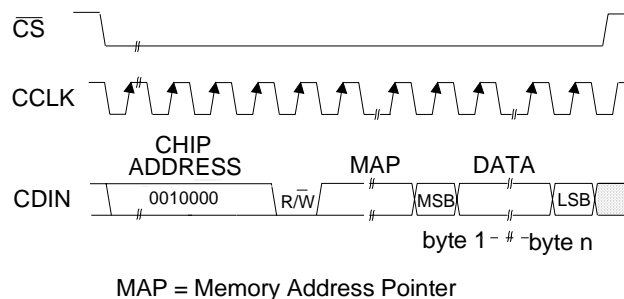 CS
CCLK
CHIP
ADDRESS
MAP
DATA
CDIN
0010000
R/W
MSB
LSB
byte 1
byte n
MAP = Memory Address Pointer